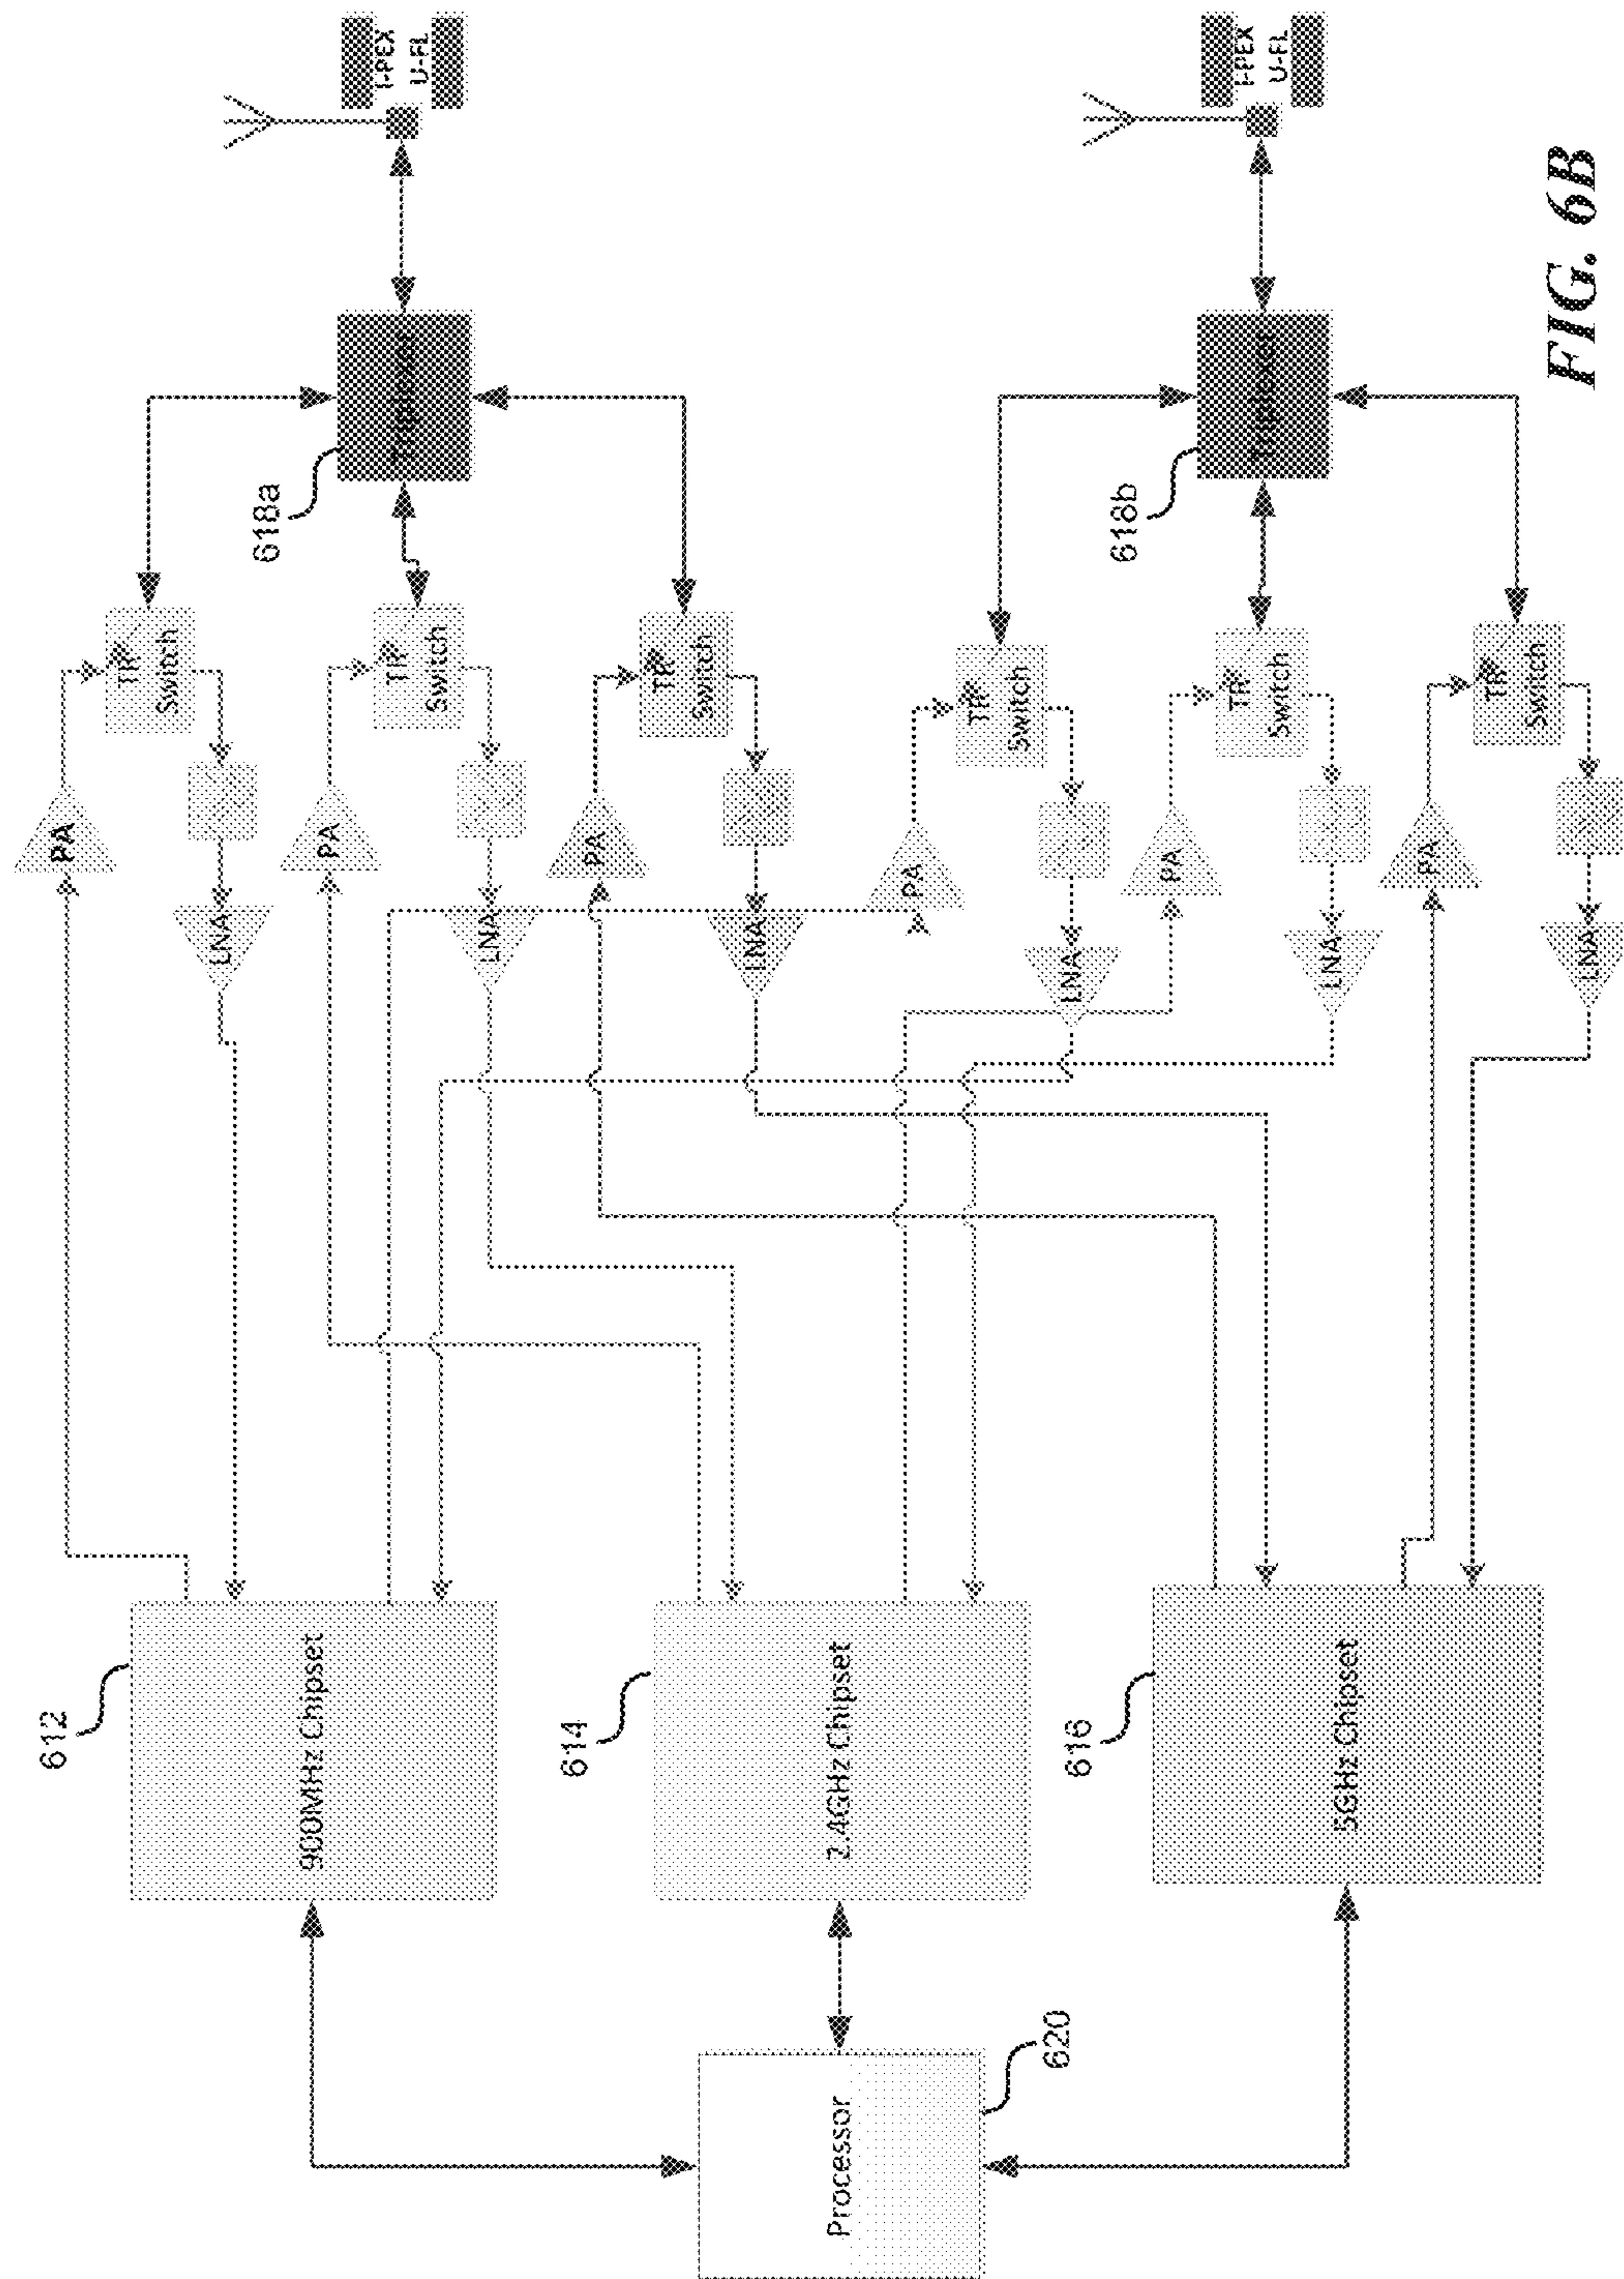 Processor
620
612
900MHz Chipset
614
2.4GHz Chipset
616
5GHz Chipset
PA
LNA
TR
Switch
PA
LNA
TR
Switch
PA
LNA
TR
Switch
618a
Triplexer
I-PEX
U-FL
PA
LNA
TR
Switch
PA
LNA
TR
Switch
PA
LNA
TR
Switch
618b
Triplexer
I-PEX
U-FL
FIG. 6B